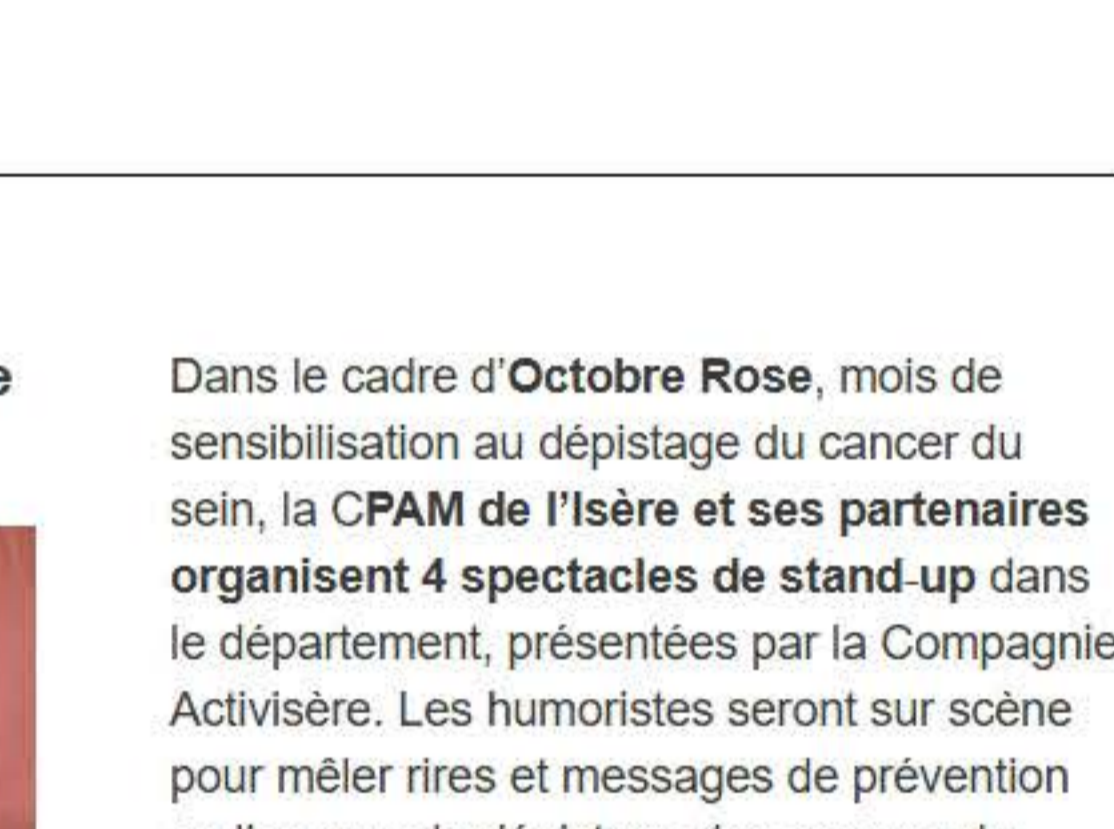 e
Dans le cadre d’Octobre Rose, mois de
sensibilisation au dépistage du cancer du
sein, la CPAM de l’Isère et ses partenaires
organisent 4 spectacles de stand-up dans
le département, présentées par la Compagnie
Activisère. Les humoristes seront sur scène
pour mêler rires et messages de prévention